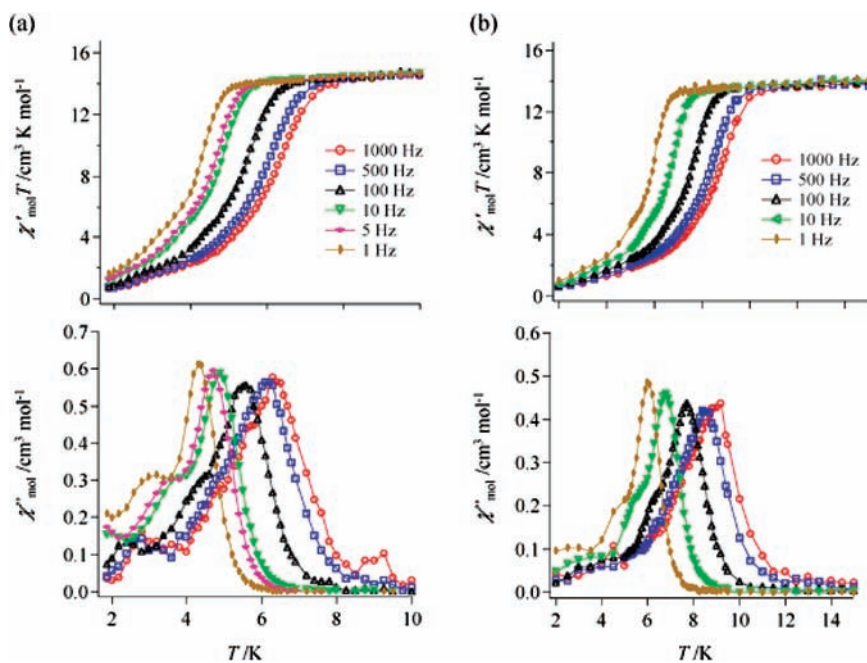 (a)
χ′molT /cm³ K mol⁻¹
16
12
8
4
0
1000 Hz
500 Hz
100 Hz
10 Hz
5 Hz
1 Hz
χ″mol /cm³ mol⁻¹
0.7
0.6
0.5
0.4
0.3
0.2
0.1
0.0
2 4 6 8 10
T /K
(b)
χ′molT /cm³ K mol⁻¹
16
12
8
4
0
1000 Hz
500 Hz
100 Hz
10 Hz
1 Hz
χ″mol /cm³ mol⁻¹
0.6
0.5
0.4
0.3
0.2
0.1
0.0
2 4 6 8 10 12 14
T /K